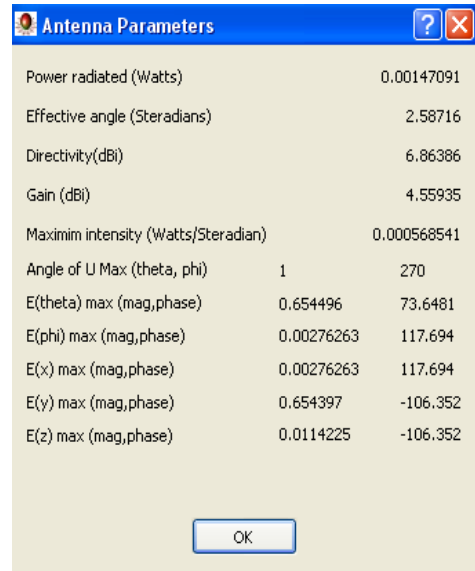 Antenna Parameters
Power radiated (Watts) 0.00147091
Effective angle (Steradians) 2.58716
Directivity(dBi) 6.86386
Gain (dBi) 4.55935
Maximim intensity (Watts/Steradian) 0.000568541
Angle of U Max (theta, phi) 1 270
E(theta) max (mag,phase) 0.654496 73.6481
E(phi) max (mag,phase) 0.00276263 117.694
E(x) max (mag,phase) 0.00276263 117.694
E(y) max (mag,phase) 0.654397 -106.352
E(z) max (mag,phase) 0.0114225 -106.352
OK